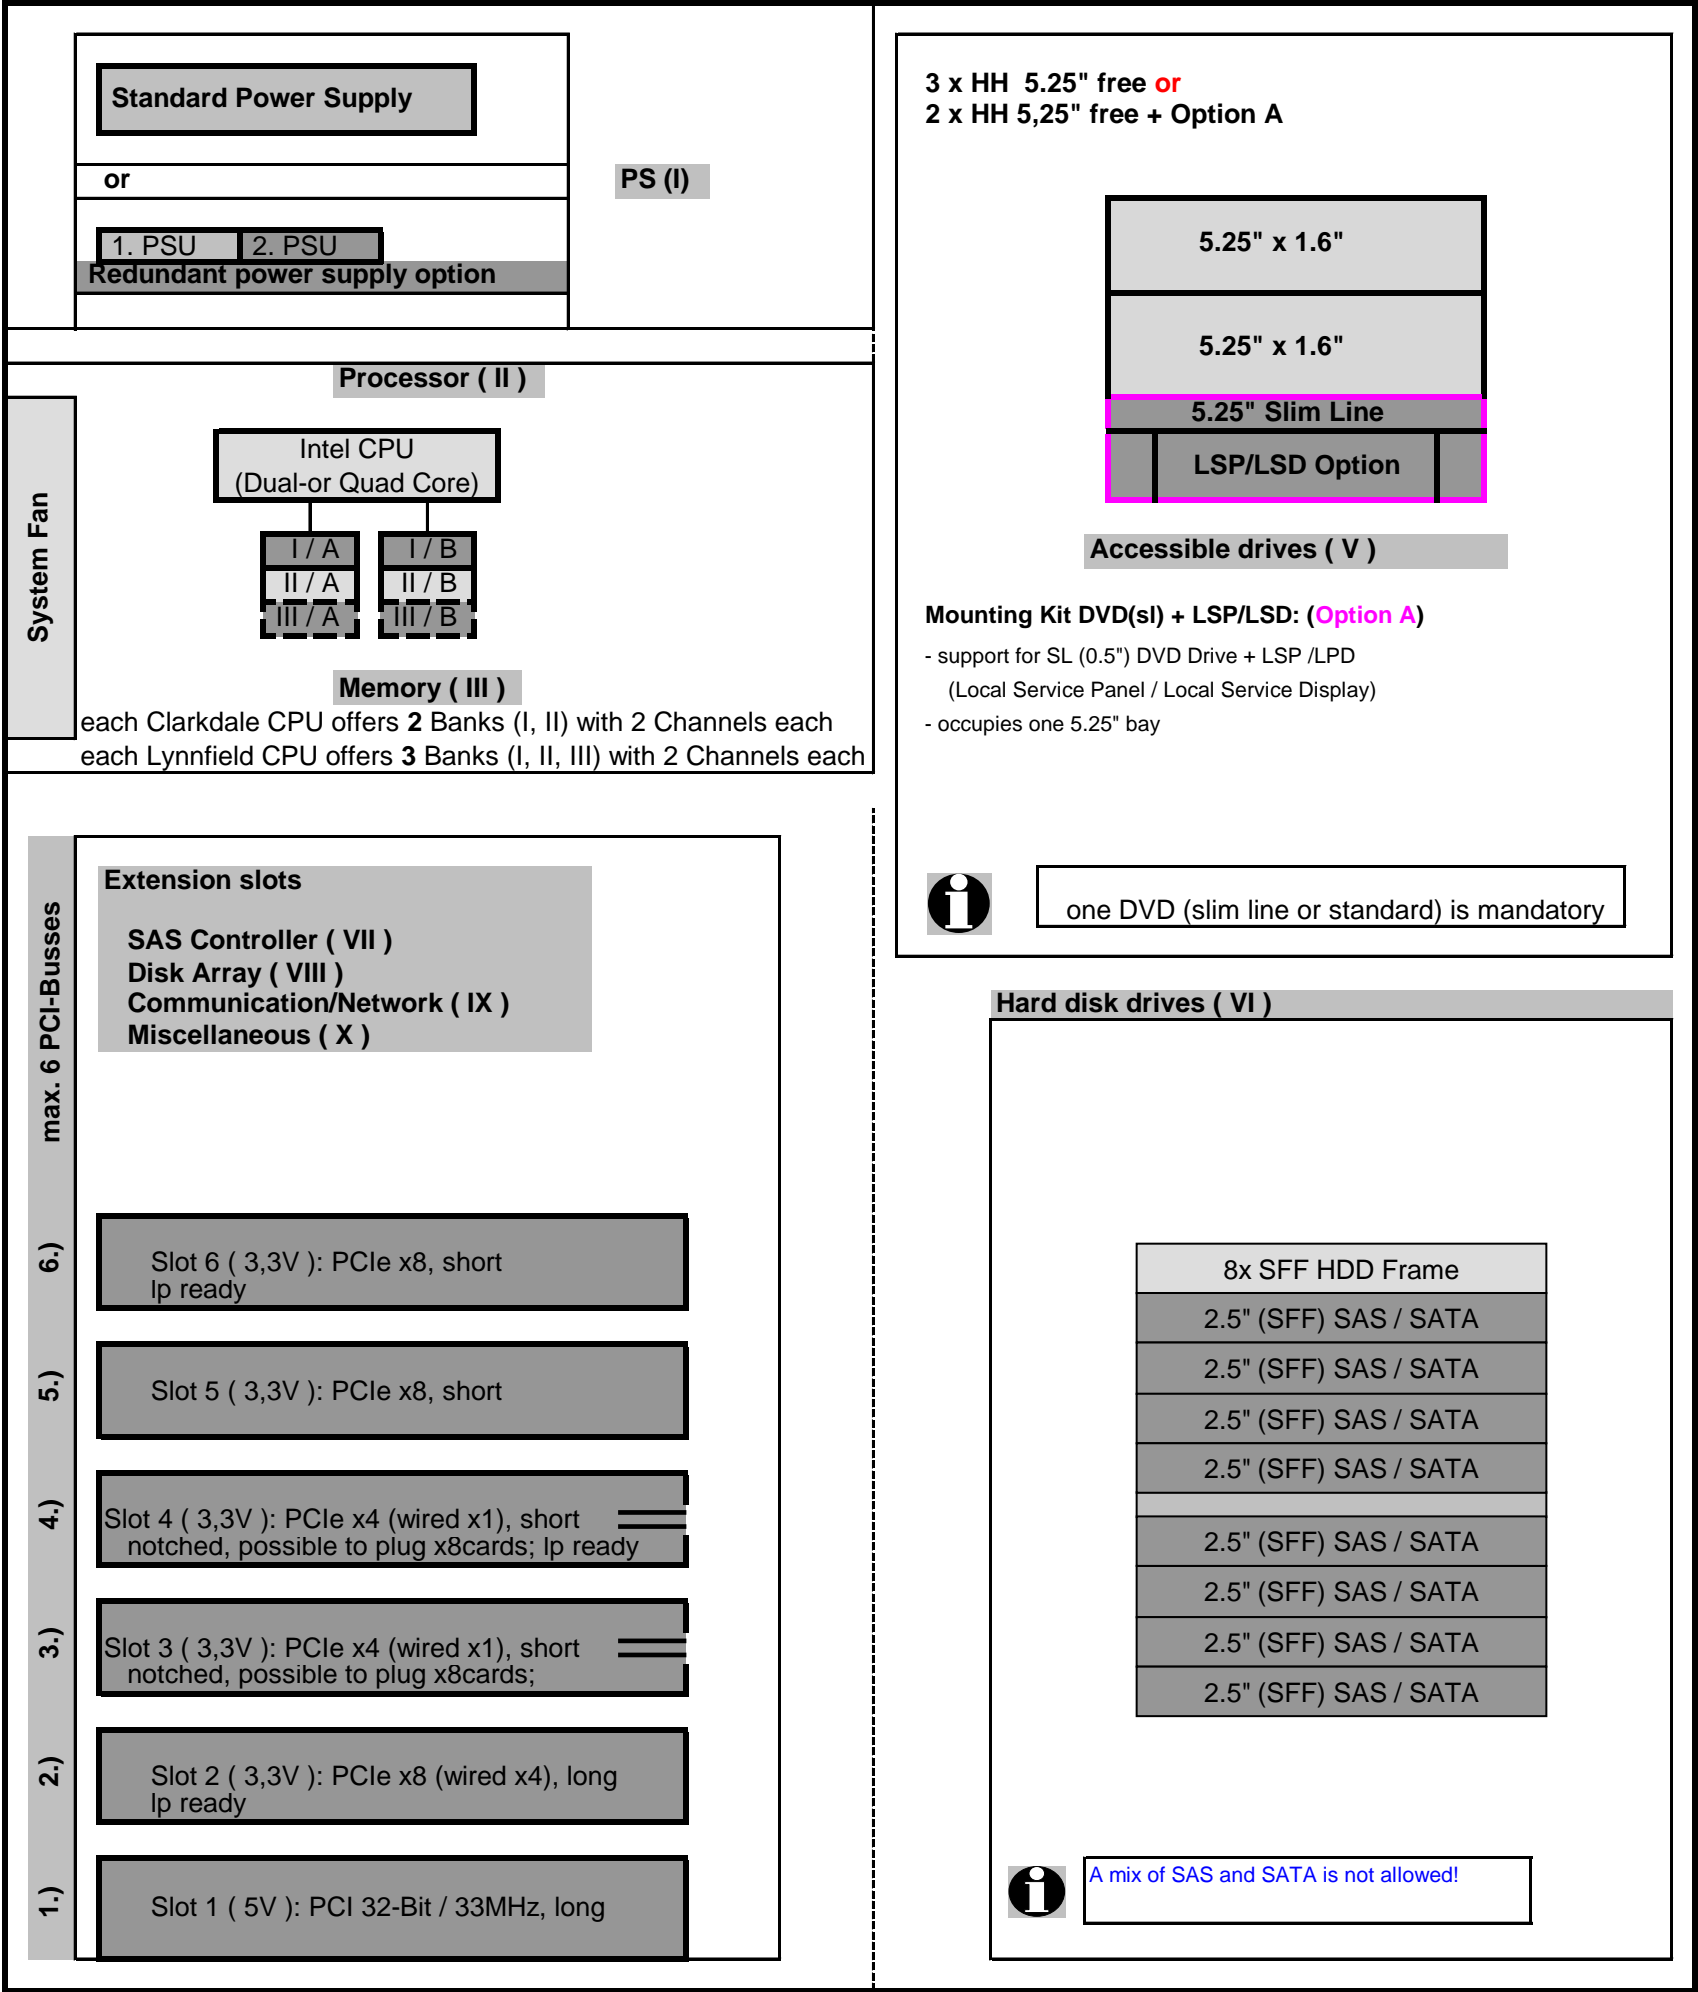 Standard Power Supply
or
PS (I)
1. PSU 2. PSU
Redundant power supply option
Processor ( II )
System Fan
Intel CPU
(Dual-or Quad Core)
I / A I / B
II / A II / B
III / A III / B
Memory ( III )
each Clarkdale CPU offers 2 Banks (I, II) with 2 Channels each
each Lynnfield CPU offers 3 Banks (I, II, III) with 2 Channels each
max. 6 PCI-Busses
Extension slots
SAS Controller ( VII )
Disk Array ( VIII )
Communication/Network ( IX )
Miscellaneous ( X )
6.)
Slot 6 ( 3,3V ): PCIe x8, short
lp ready
5.)
Slot 5 ( 3,3V ): PCIe x8, short
4.)
Slot 4 ( 3,3V ): PCIe x4 (wired x1), short
notched, possible to plug x8cards; lp ready
3.)
Slot 3 ( 3,3V ): PCIe x4 (wired x1), short
notched, possible to plug x8cards;
2.)
Slot 2 ( 3,3V ): PCIe x8 (wired x4), long
lp ready
1.)
Slot 1 ( 5V ): PCI 32-Bit / 33MHz, long
3 x HH  5.25" free or
2 x HH 5,25" free + Option A
5.25" x 1.6"
5.25" x 1.6"
5.25" Slim Line
LSP/LSD Option
Accessible drives ( V )
Mounting Kit DVD(sl) + LSP/LSD: (Option A)
- support for SL (0.5") DVD Drive + LSP /LPD
(Local Service Panel / Local Service Display)
- occupies one 5.25" bay
i
one DVD (slim line or standard) is mandatory
Hard disk drives ( VI )
8x SFF HDD Frame
2.5" (SFF) SAS / SATA
2.5" (SFF) SAS / SATA
2.5" (SFF) SAS / SATA
2.5" (SFF) SAS / SATA
2.5" (SFF) SAS / SATA
2.5" (SFF) SAS / SATA
2.5" (SFF) SAS / SATA
2.5" (SFF) SAS / SATA
i
A mix of SAS and SATA is not allowed!